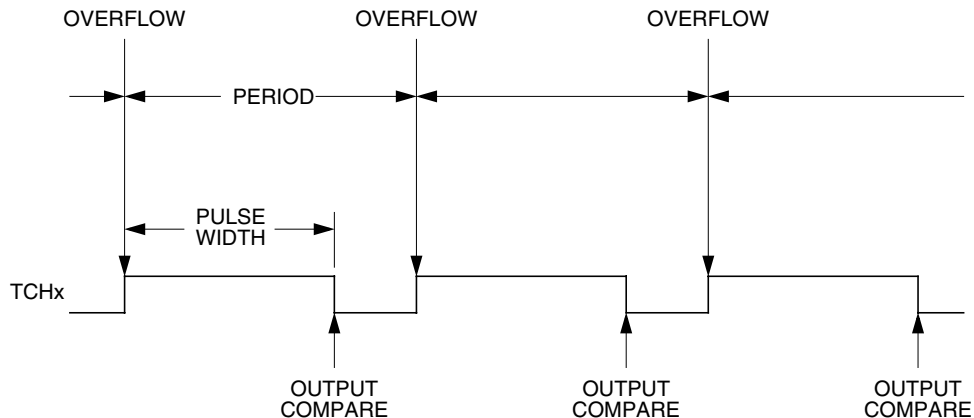 OVERFLOW OVERFLOW OVERFLOW
PERIOD
PULSE
WIDTH
TCHx
OUTPUT
COMPARE
OUTPUT
COMPARE
OUTPUT
COMPARE